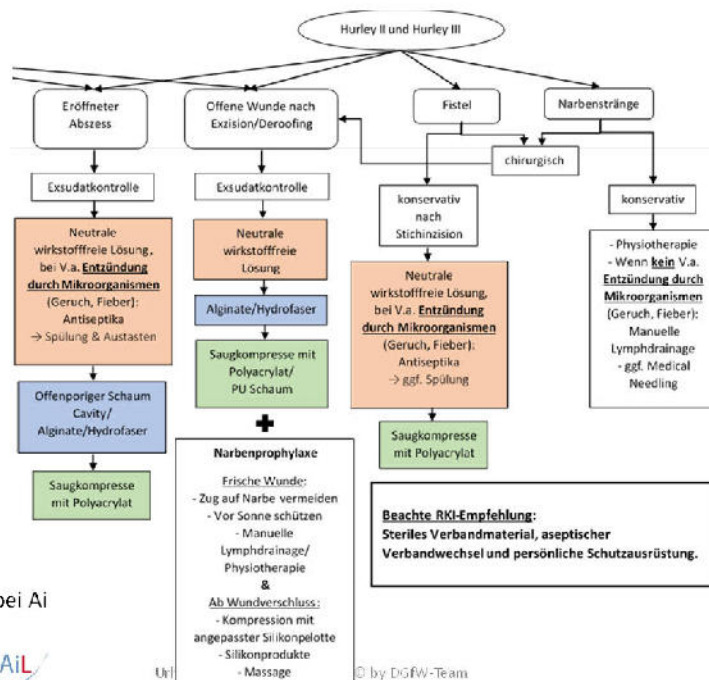 Hurley II und Hurley III
Eröffneter
Abszess
Offene Wunde nach
Exzision/Deroofing
Fistel
Narbenstränge
chirurgisch
Exsudatkontrolle
Exsudatkontrolle
konservativ
nach
Stichinzision
konservativ
Neutrale
wirkstofffreie Lösung,
bei V.a. Entzündung
durch Mikroorganismen
(Geruch, Fieber):
Antiseptika
→ Spülung & Austasten
Neutrale
wirkstofffreie
Lösung
Alginate/Hydrofaser
Saugkompresse mit
Polyacrylat/
PU Schaum
Neutrale
wirkstofffreie Lösung,
bei V.a. Entzündung
durch Mikroorganismen
(Geruch, Fieber):
Antiseptika
→ ggf. Spülung
- Physiotherapie
- Wenn kein V.a.
Entzündung durch
Mikroorganismen
(Geruch, Fieber):
Manuelle
Lymphdrainage
- ggf. Medical
Needling
Offenporiger Schaum
Cavity/
Alginate/Hydrofaser
Saugkompresse
mit Polyacrylat
Saugkompresse
mit Polyacrylat
Narbenprophylaxe
Frische Wunde:
- Zug auf Narbe vermeiden
- Vor Sonne schützen
- Manuelle
Lymphdrainage/
Physiotherapie
&
Ab Wundverschluss:
- Kompression mit
angepasster Silikonpelotte
- Silikonprodukte
- Massage
Beachte RKI-Empfehlung:
Steriles Verbandmaterial, aseptischer
Verbandwechsel und persönliche Schutzausrüstung.
bei Ai
AiL
© by DGfW-Team